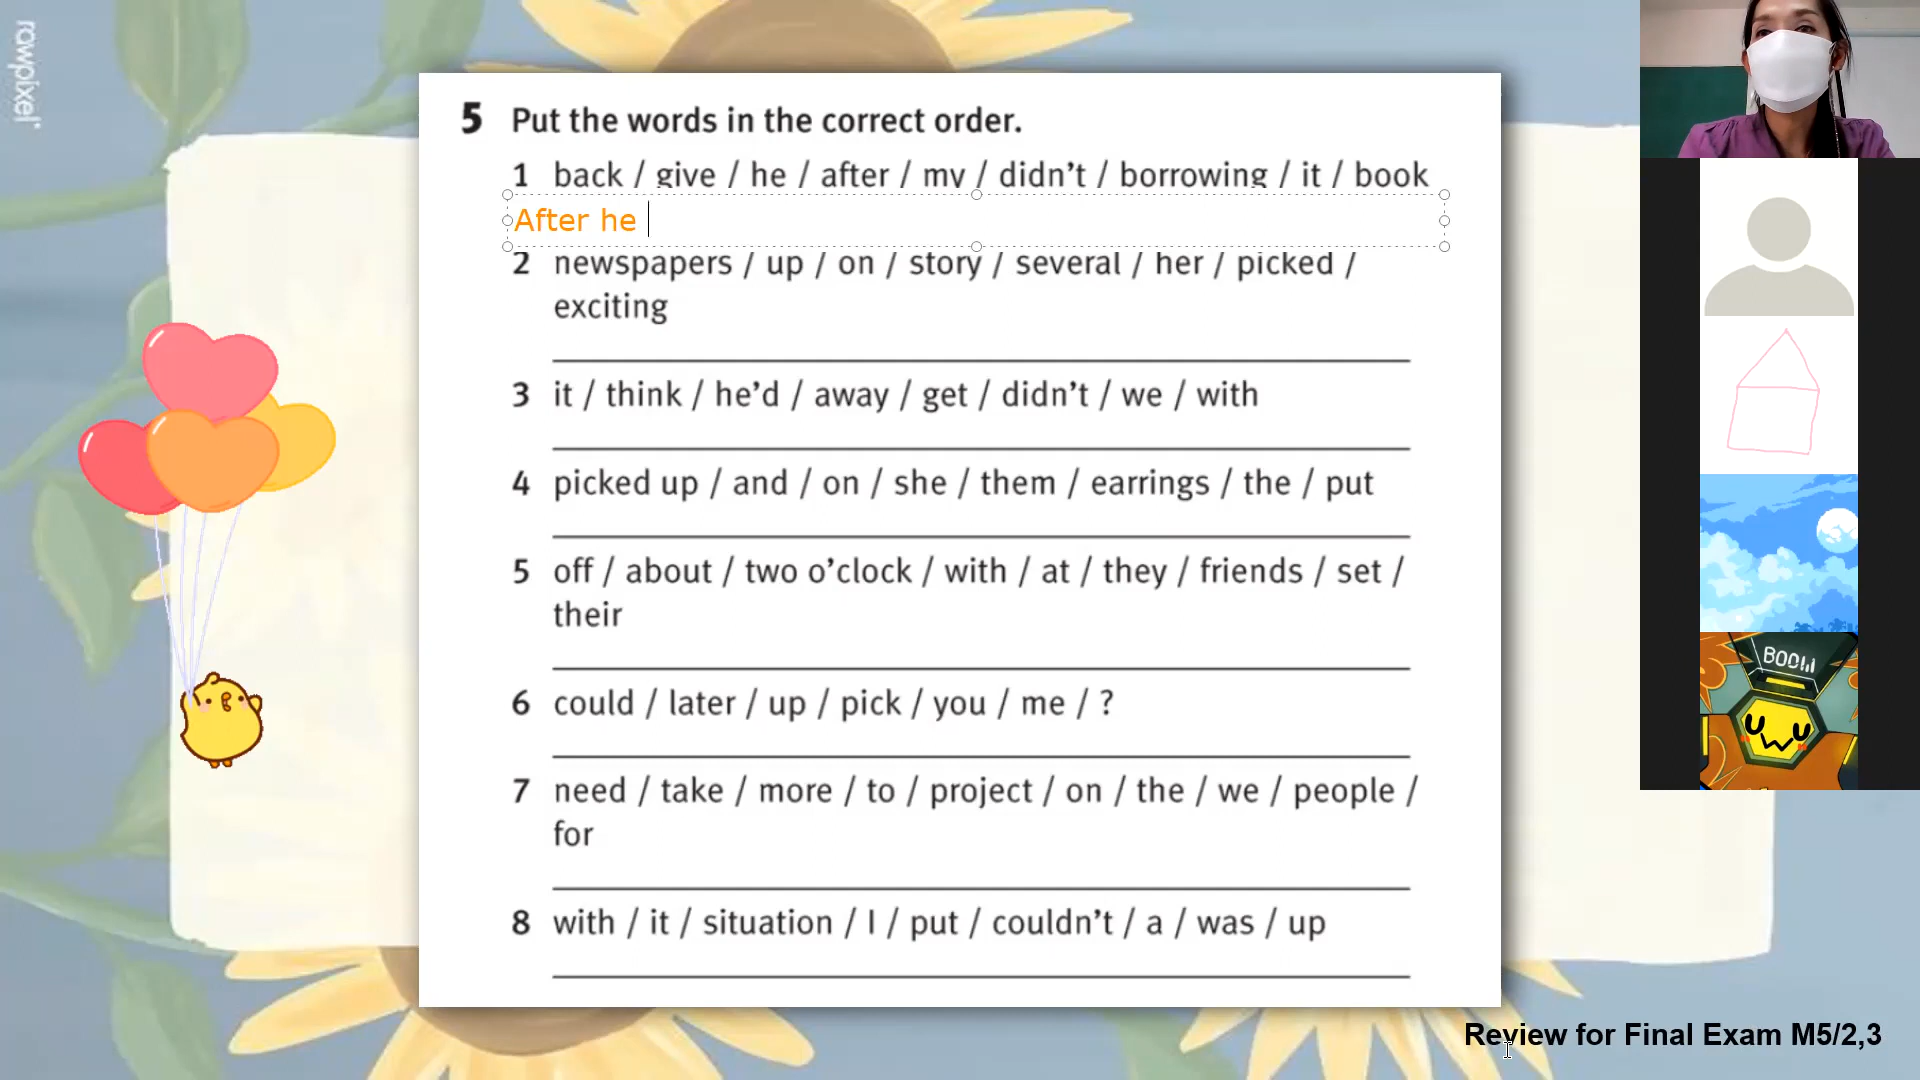 rawpixel
5 Put the words in the correct order.
1 back / give / he / after / my / didn't / borrowing / it / book
After he
2 newspapers / up / on / story / several / her / picked /
exciting
3 it / think / he'd / away / get / didn't / we / with
4 picked up / and / on / she / them / earrings / the / put
5 off / about / two o'clock / with / at / they / friends / set /
their
6 could / later / up / pick / you / me / ?
7 need / take / more / to / project / on / the / we / people /
for
8 with / it / situation / I / put / couldn't / a / was / up
BOOM
UwU
Review for Final Exam M5/2,3